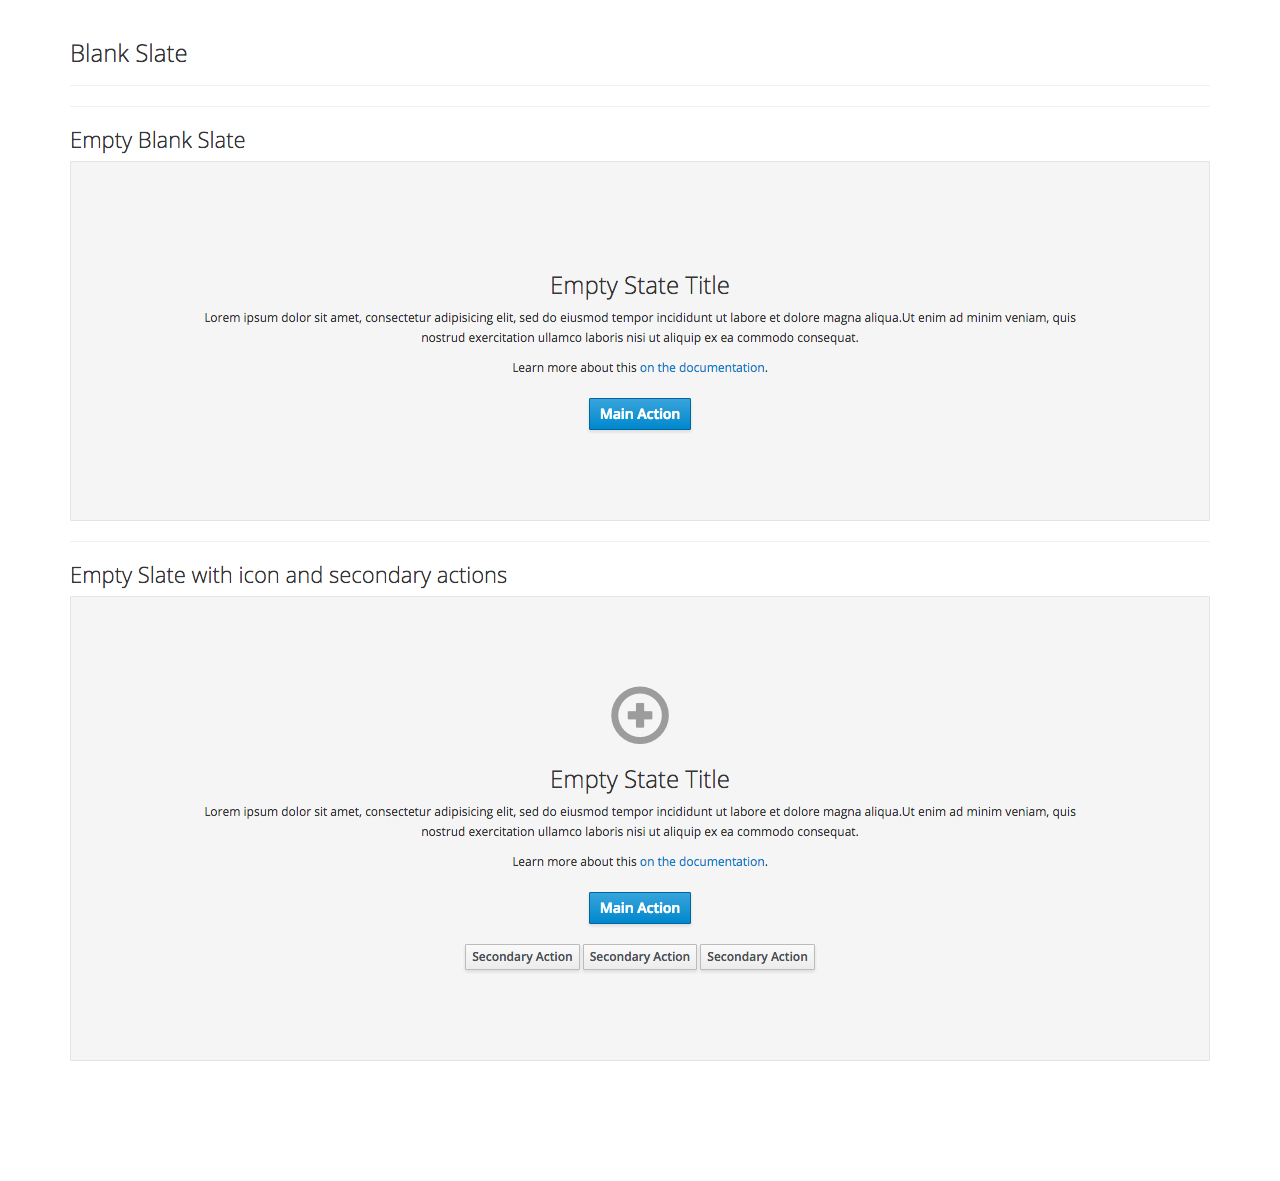 Blank Slate
Empty Blank Slate
Empty State Title
Lorem ipsum dolor sit amet, consectetur adipisicing elit, sed do eiusmod tempor incididunt ut labore et dolore magna aliqua.Ut enim ad minim veniam, quis
nostrud exercitation ullamco laboris nisi ut aliquip ex ea commodo consequat.
Learn more about this on the documentation.
Main Action
Empty Slate with icon and secondary actions
Empty State Title
Lorem ipsum dolor sit amet, consectetur adipisicing elit, sed do eiusmod tempor incididunt ut labore et dolore magna aliqua.Ut enim ad minim veniam, quis
nostrud exercitation ullamco laboris nisi ut aliquip ex ea commodo consequat.
Learn more about this on the documentation.
Main Action
Secondary Action Secondary Action Secondary Action